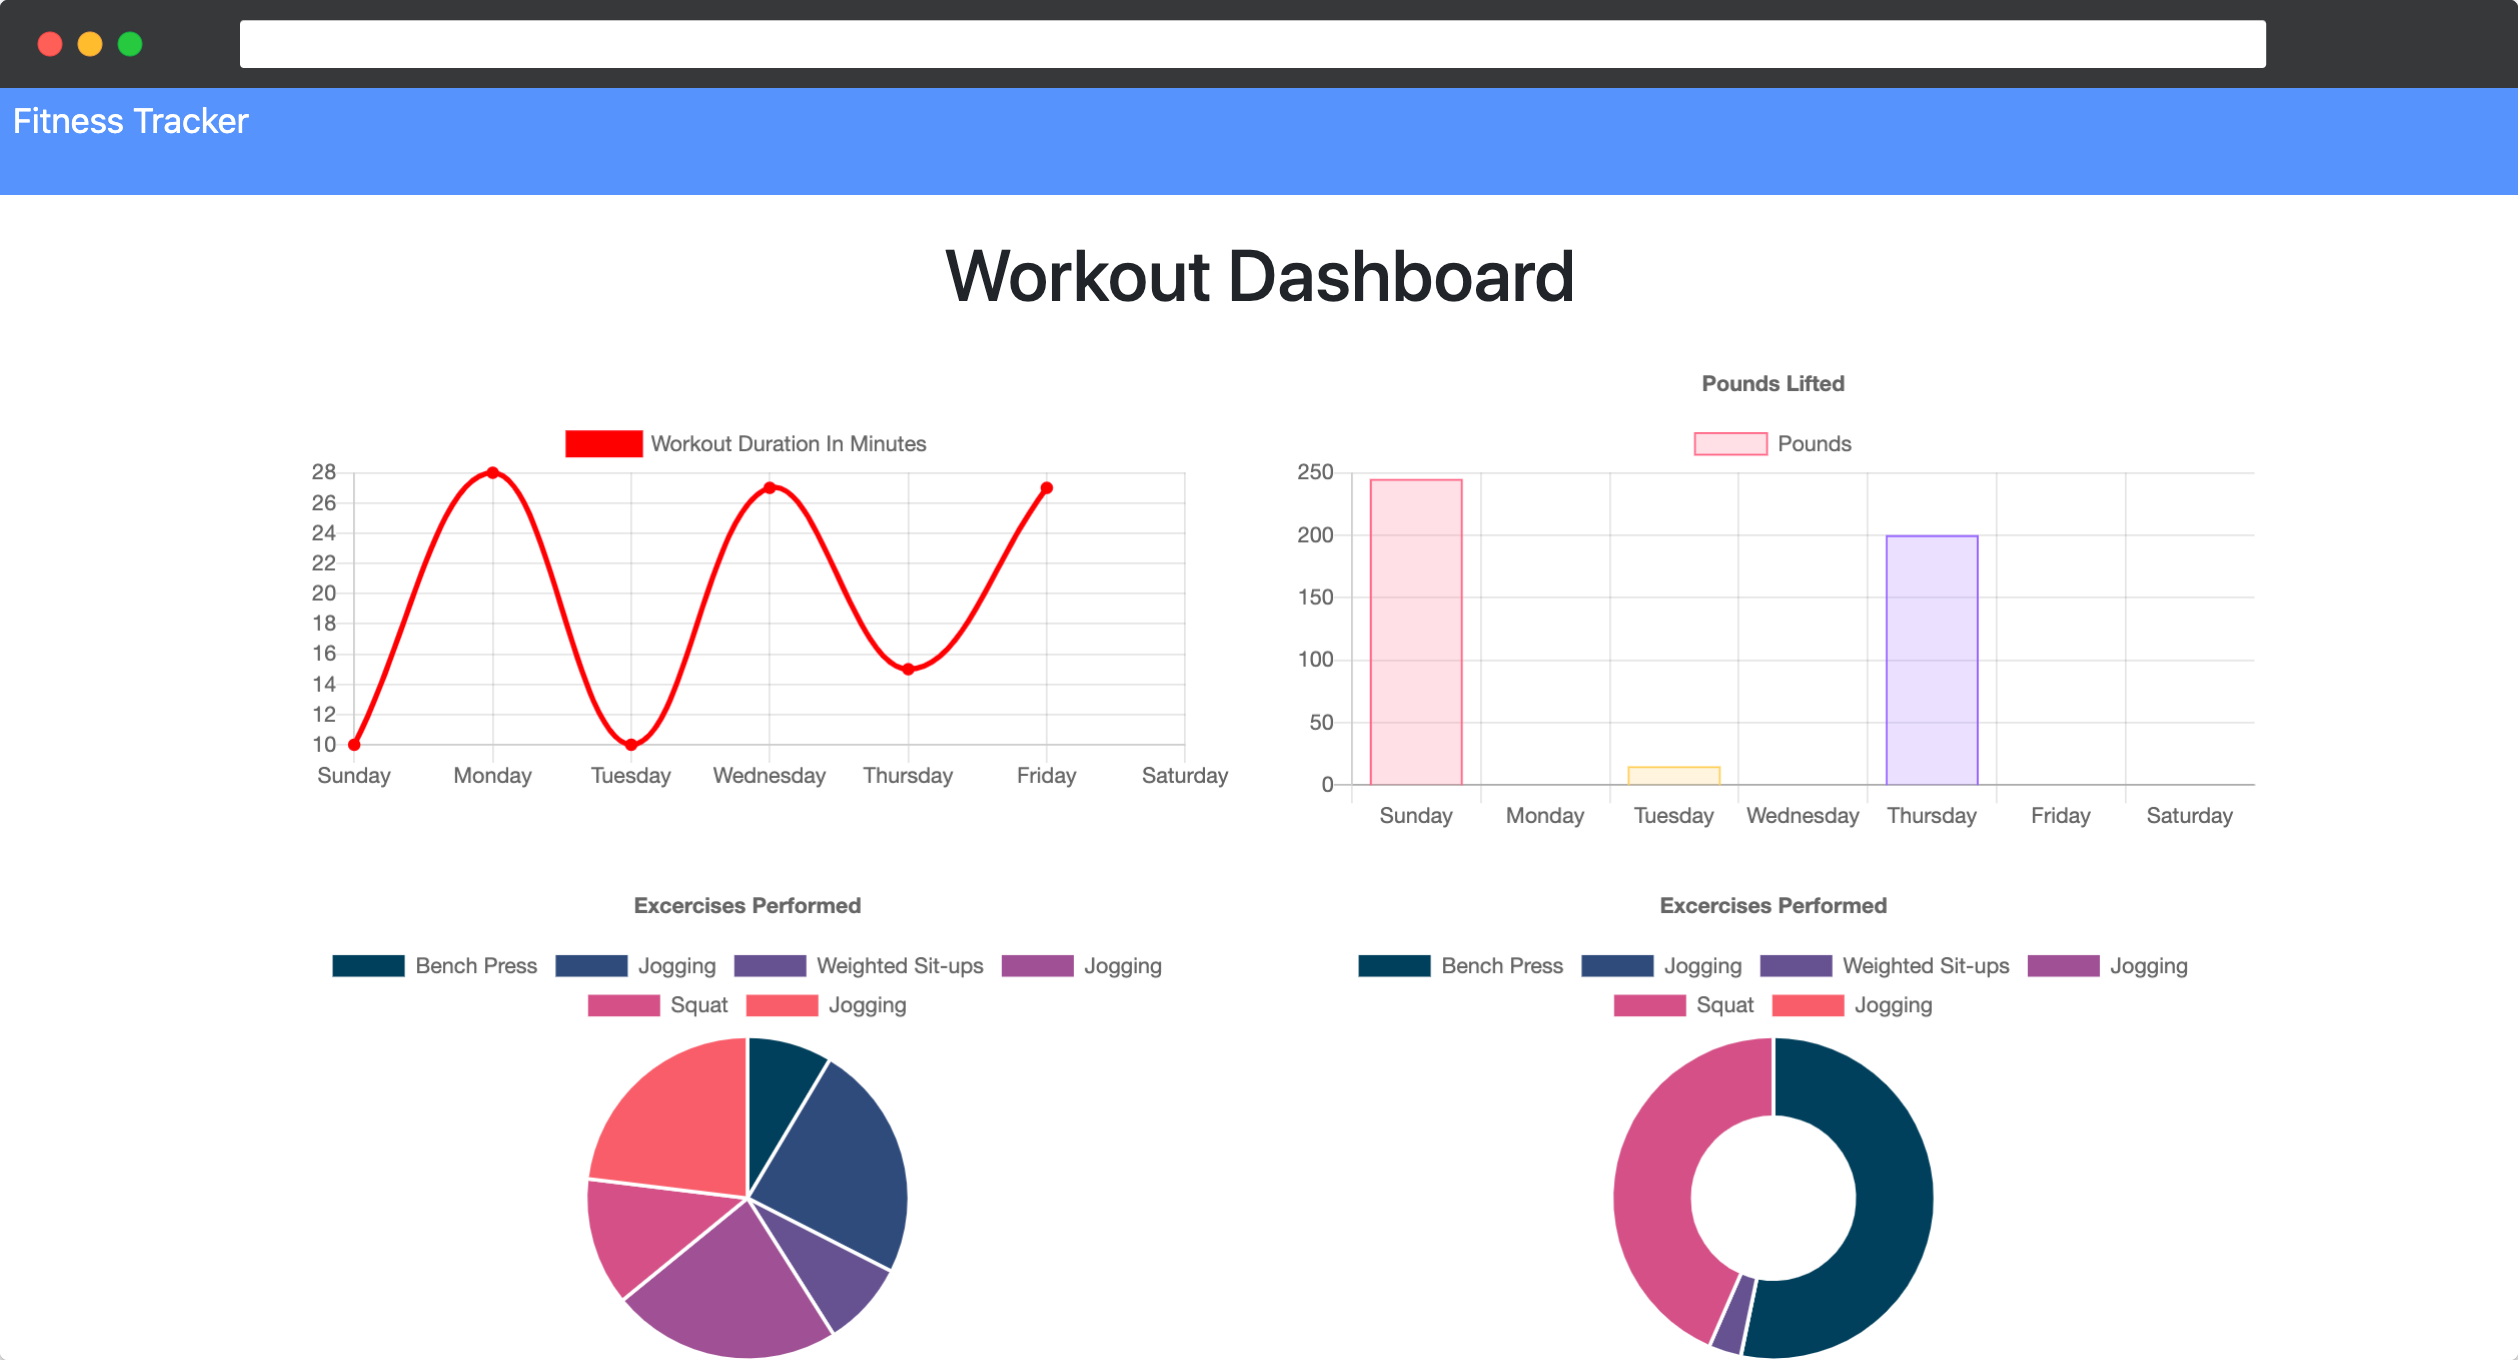 Fitness Tracker
Workout Dashboard
Workout Duration In Minutes
28
26
24
22
20
18
16
14
12
10
Sunday Monday Tuesday Wednesday Thursday Friday Saturday
Pounds Lifted
Pounds
250
200
150
100
50
0
Sunday Monday Tuesday Wednesday Thursday Friday Saturday
Excercises Performed
Bench Press Jogging Weighted Sit-ups Jogging
Squat Jogging
Excercises Performed
Bench Press Jogging Weighted Sit-ups Jogging
Squat Jogging